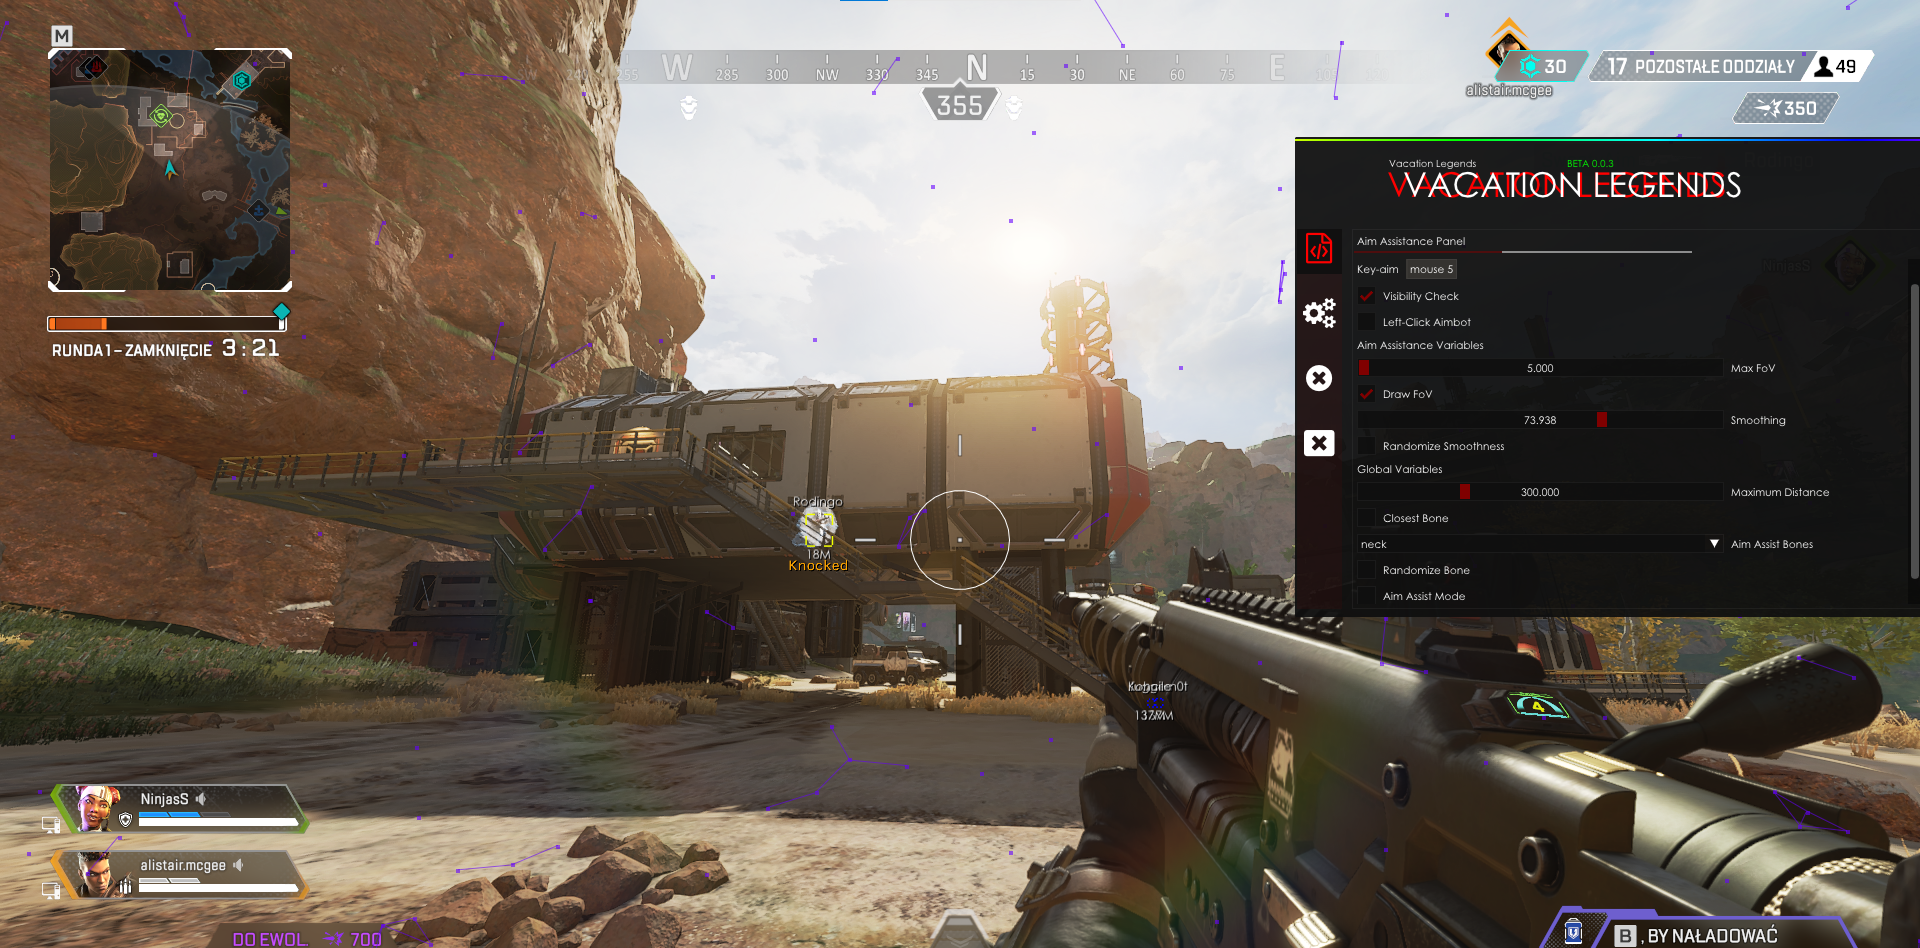 M
W 285 300 NW 330 345 N 15 30 NE 60 75 E
355
30
17 POZOSTAŁE ODDZIAŁY 49
alistair.mcgee
350
RUNDA 1 – ZAMKNIĘCIE 3 : 21
Vacation Legends BETA 0.0.3
VACATION LEGENDS
Aim Assistance Panel
Key-aim mouse 5
Visibility Check
Left-Click Aimbot
Aim Assistance Variables
5.000 Max FoV
Draw FoV
73.938 Smoothing
Randomize Smoothness
Global Variables
300.000 Maximum Distance
Closest Bone
neck Aim Assist Bones
Randomize Bone
Aim Assist Mode
NinjasS
Rodingo
18M
Knocked
4
NinjasS
alistair.mcgee
DO EWOL. 700
B , BY NAŁADOWAĆ